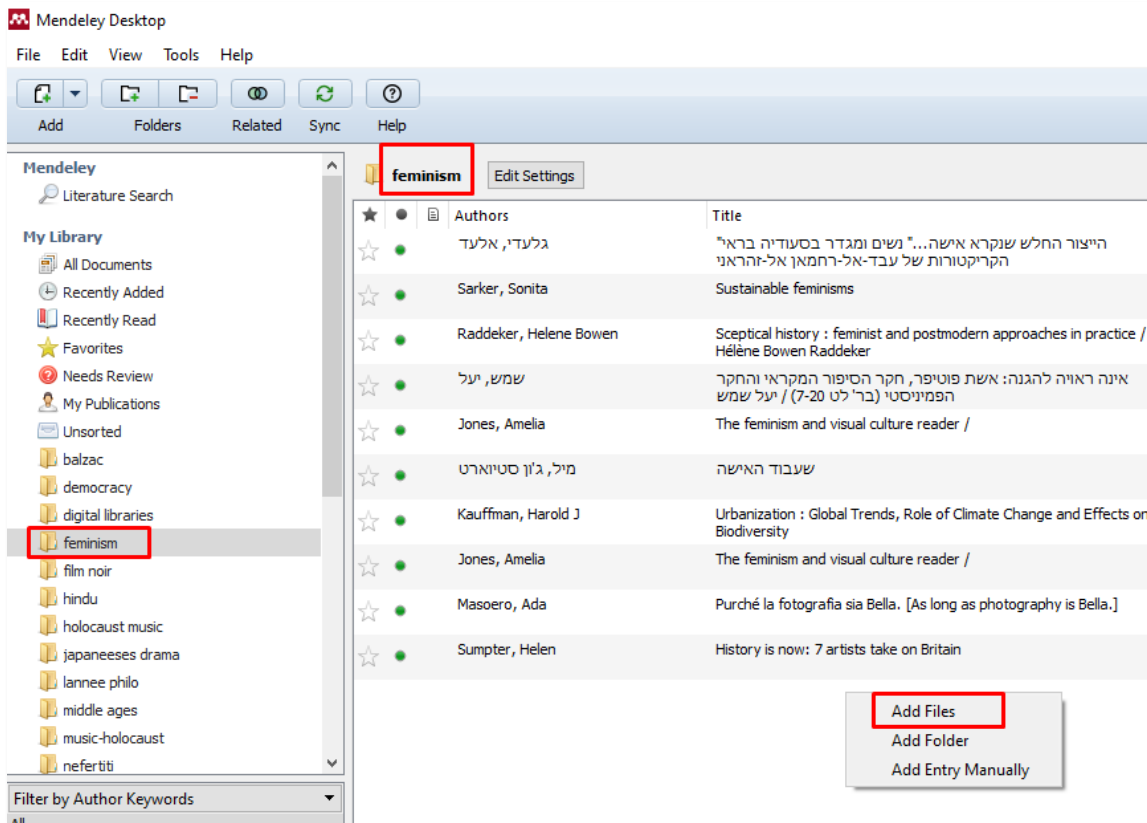 Mendeley Desktop
File Edit View Tools Help
Add Folders Related Sync Help
Mendeley
Literature Search
My Library
All Documents
Recently Added
Recently Read
Favorites
Needs Review
My Publications
Unsorted
balzac
democracy
digital libraries
feminism
film noir
hindu
holocaust music
japaneeses drama
lannee philo
middle ages
music-holocaust
nefertiti
Filter by Author Keywords
All
feminism Edit Settings
Authors Title
גלעדי, אלעד הייצור החלש שנקרא אישה..." נשים ומגדר בסעודיה בראי"
הקריקטורות של עבד-אל-רחמאן אל-זהראני
Sarker, Sonita Sustainable feminisms
Raddeker, Helene Bowen Sceptical history : feminist and postmodern approaches in practice /
Hélène Bowen Raddeker
שמש, יעל אינה ראויה להגנה: אשת פוטיפר, חקר הסיפור המקראי והחקר
הפמיניסטי (בר' לט 7-20) / יעל שמש
Jones, Amelia The feminism and visual culture reader /
מיל, ג'ון סטיוארט שעבוד האישה
Kauffman, Harold J Urbanization : Global Trends, Role of Climate Change and Effects on
Biodiversity
Jones, Amelia The feminism and visual culture reader /
Masoero, Ada Purché la fotografia sia Bella. [As long as photography is Bella.]
Sumpter, Helen History is now: 7 artists take on Britain
Add Files
Add Folder
Add Entry Manually